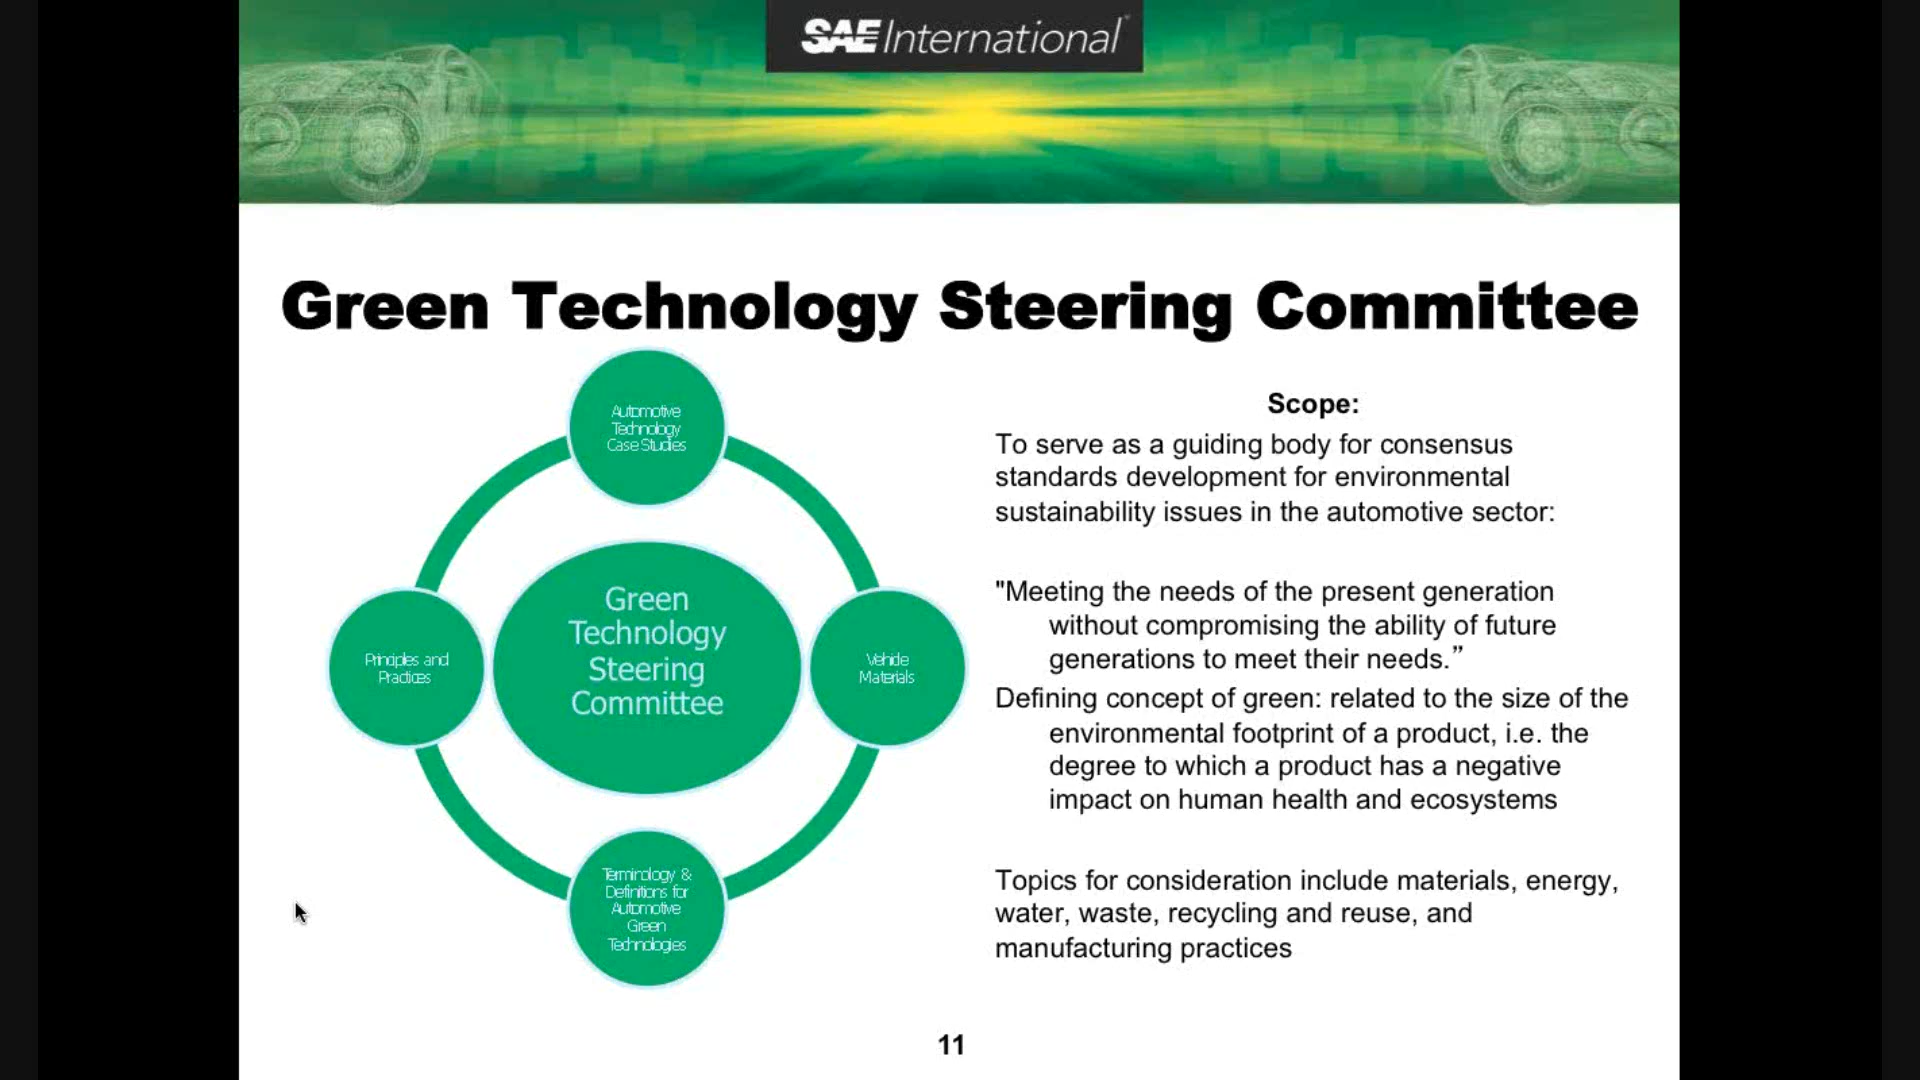 SAE International
Green Technology Steering Committee
Automotive
Technology
Case Studies
Green
Technology
Steering
Committee
Principles and
Practices
Vehicle
Materials
Terminology &
Definitions for
Automotive
Green
Technologies
Scope:
To serve as a guiding body for consensus
standards development for environmental
sustainability issues in the automotive sector:
"Meeting the needs of the present generation
without compromising the ability of future
generations to meet their needs.”
Defining concept of green: related to the size of the
environmental footprint of a product, i.e. the
degree to which a product has a negative
impact on human health and ecosystems
Topics for consideration include materials, energy,
water, waste, recycling and reuse, and
manufacturing practices
11